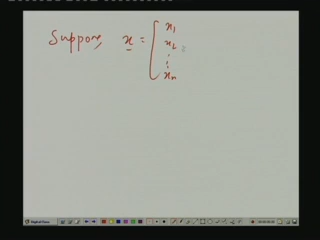 Suppose, x = [ x1
x2
⋮
xn